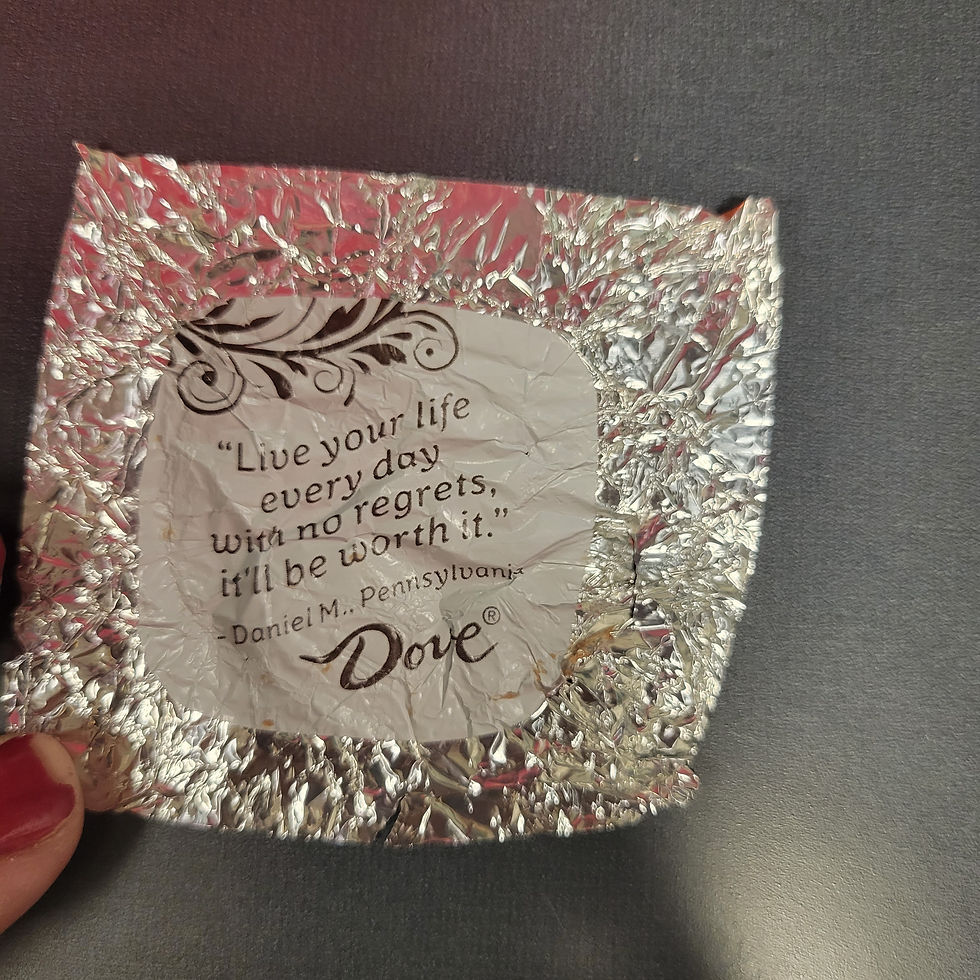 “Live your life
every day
with no regrets,
it'll be worth it.”
-Daniel M., Pennsylvania
Dove®